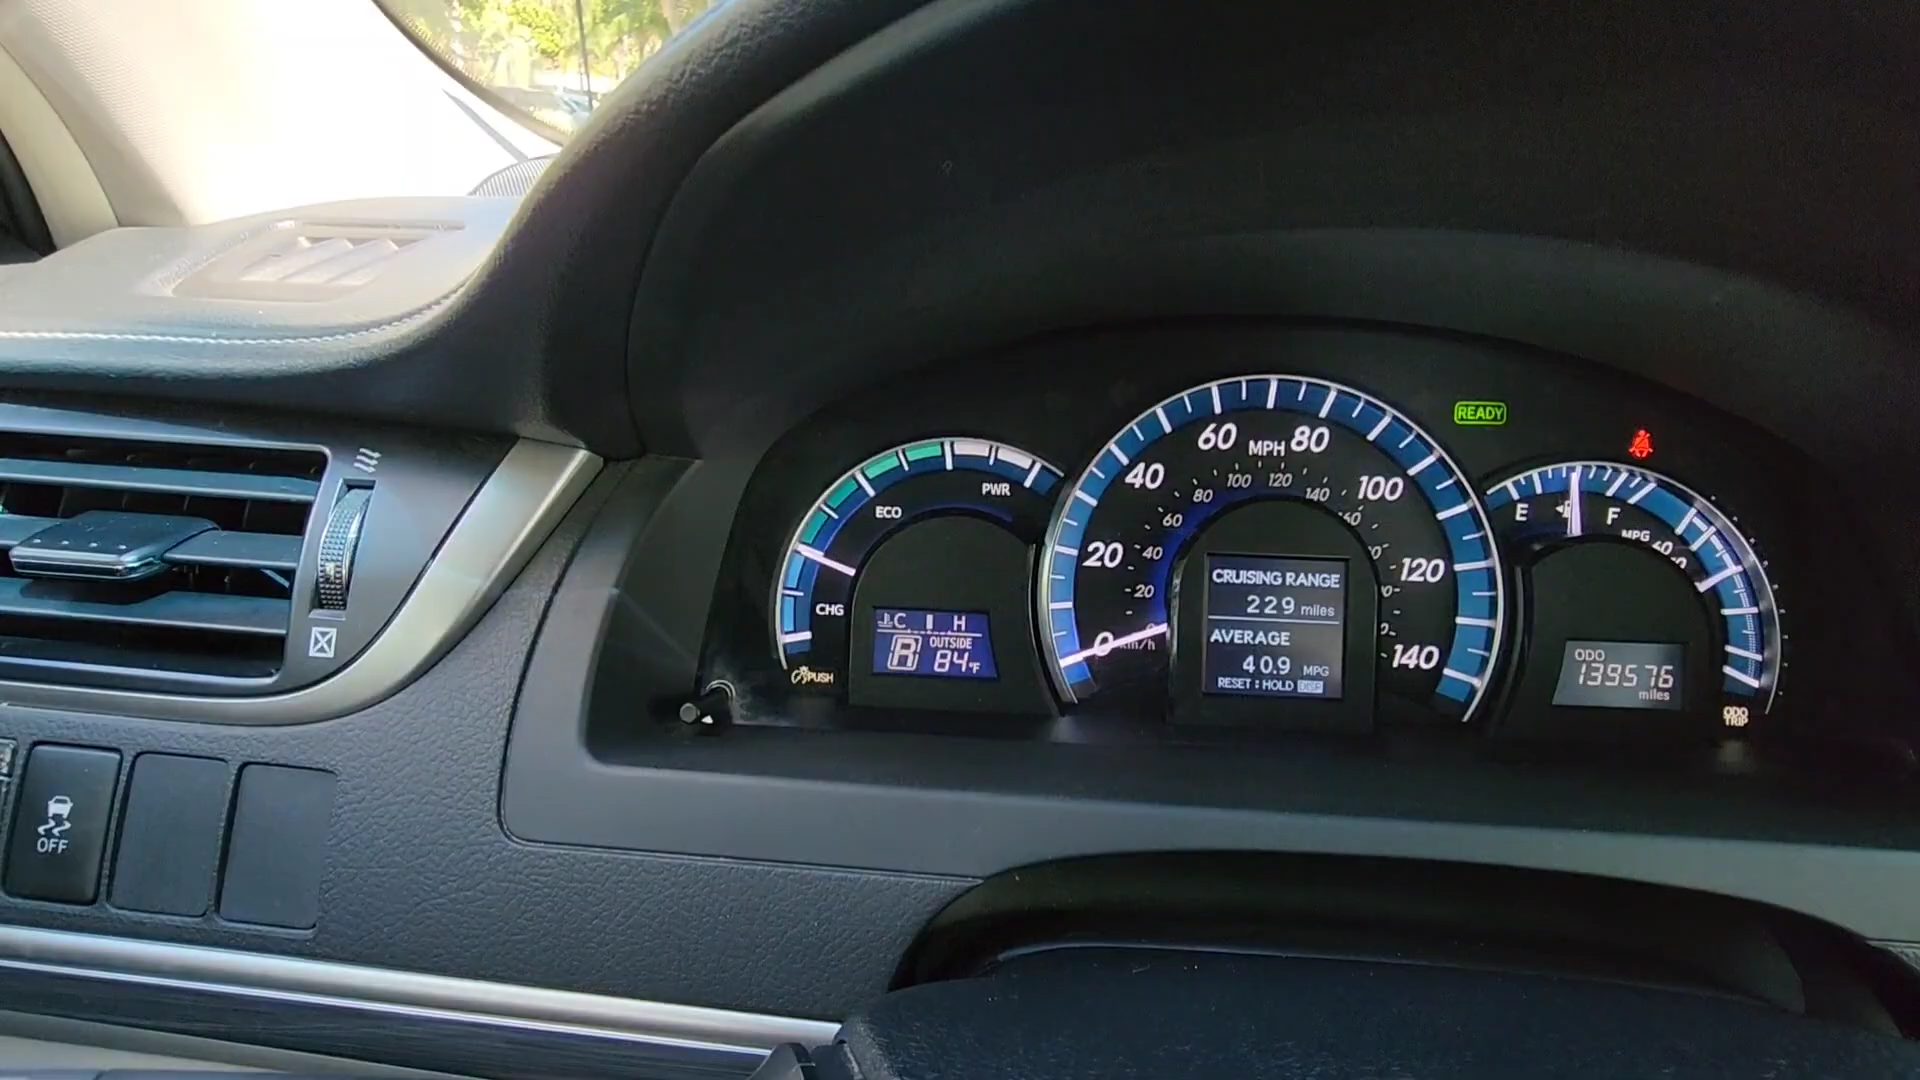 READY
60 MPH 80
40
100
20
120
0
140
80
100
120
140
60
40
20
km/h
PWR
ECO
CHG
C H
R OUTSIDE
84°F
PUSH
CRUISING RANGE
229 miles
AVERAGE
40.9 MPG
RESET : HOLD DISP
E F
MPG 60
ODO
139576
miles
ODO
TRIP
OFF